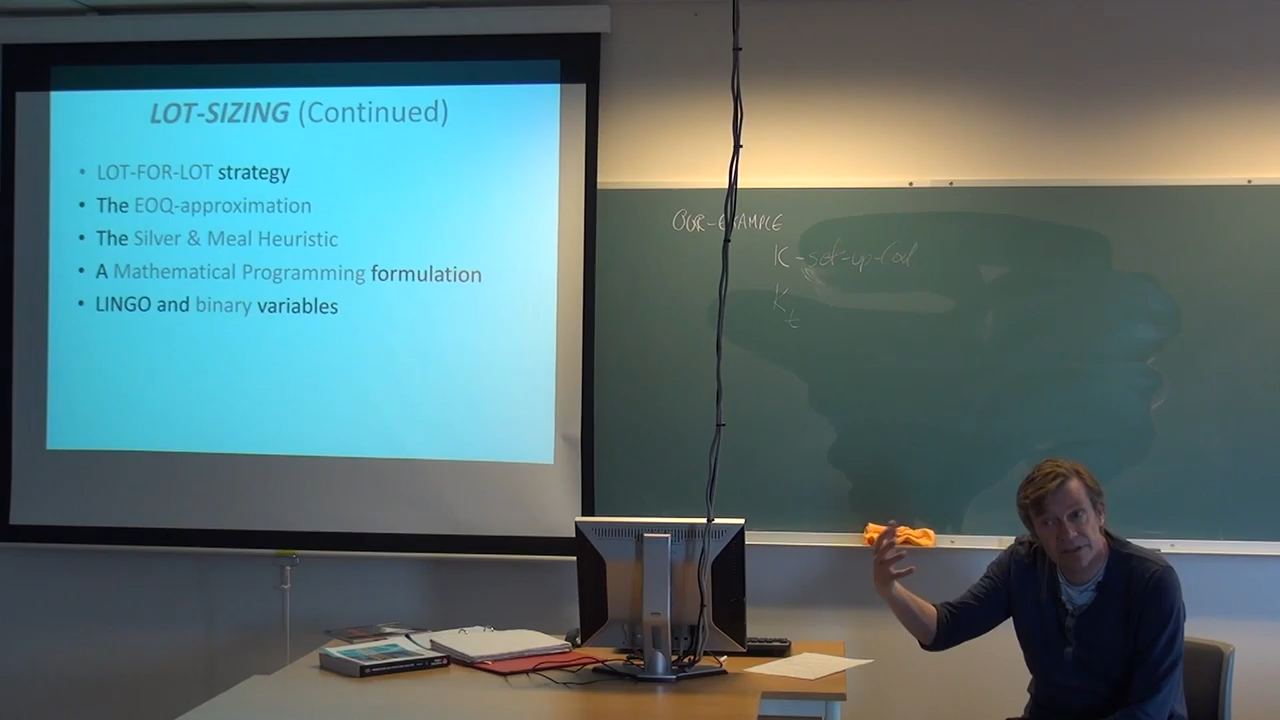 LOT-SIZING (Continued)
• LOT-FOR-LOT strategy
• The EOQ-approximation
• The Silver & Meal Heuristic
• A Mathematical Programming formulation
• LINGO and binary variables
OUR-EXAMPLE
K - set-up-
K
t